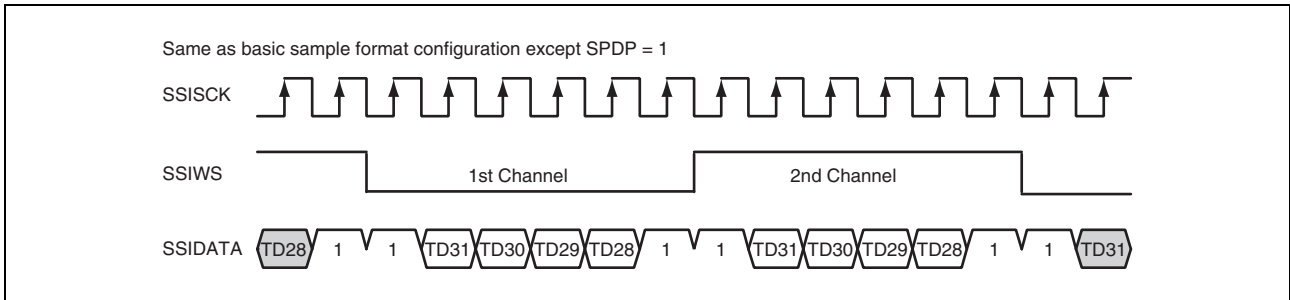 Same as basic sample format configuration except SPDP = 1
SSISCK
SSIWS 1st Channel 2nd Channel
SSIDATA TD28 1 1 TD31 TD30 TD29 TD28 1 1 TD31 TD30 TD29 TD28 1 1 TD31